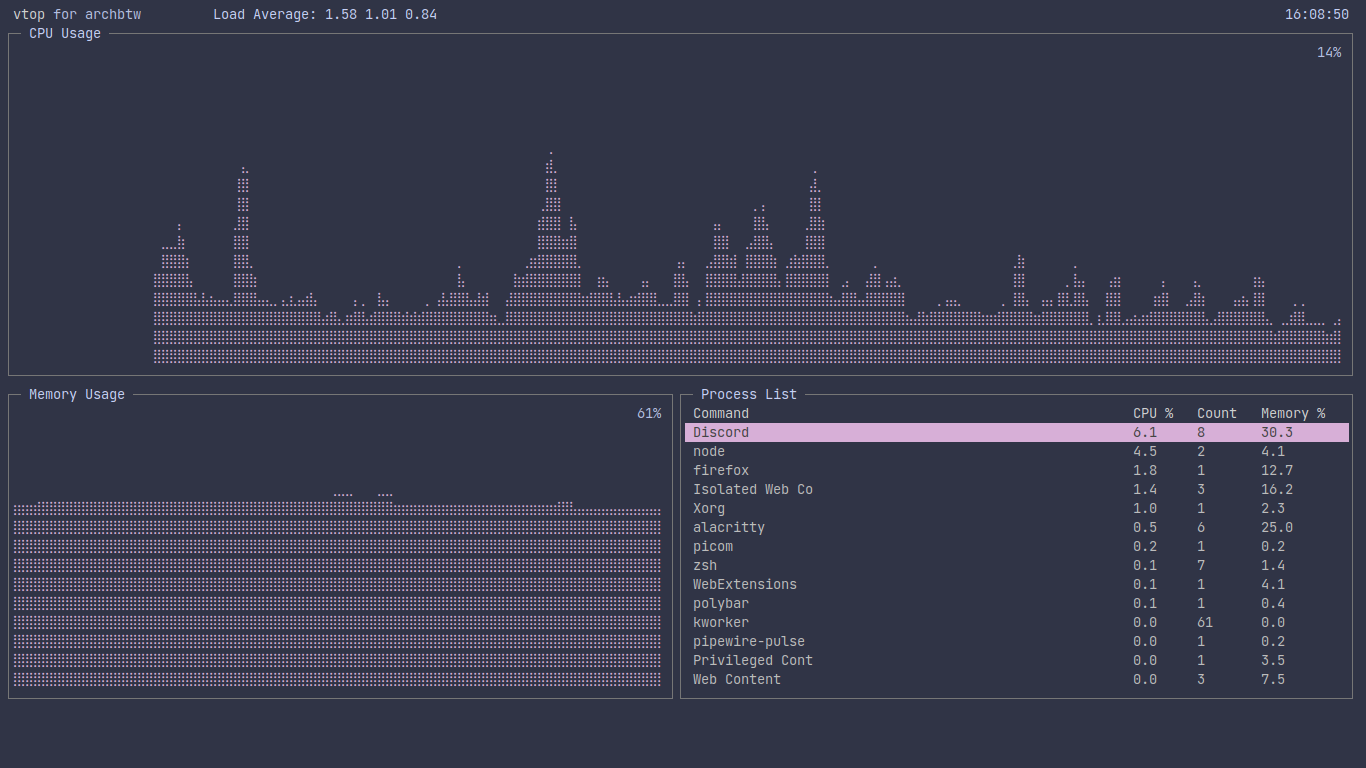 vtop for archbtw Load Average: 1.58 1.01 0.84 16:08:50
CPU Usage
14%
Memory Usage
61%
Process List
Command CPU % Count Memory %
Discord 6.1 8 30.3
node 4.5 2 4.1
firefox 1.8 1 12.7
Isolated Web Co 1.4 3 16.2
Xorg 1.0 1 2.3
alacritty 0.5 6 25.0
picom 0.2 1 0.2
zsh 0.1 7 1.4
WebExtensions 0.1 1 4.1
polybar 0.1 1 0.4
kworker 0.0 61 0.0
pipewire-pulse 0.0 1 0.2
Privileged Cont 0.0 1 3.5
Web Content 0.0 3 7.5